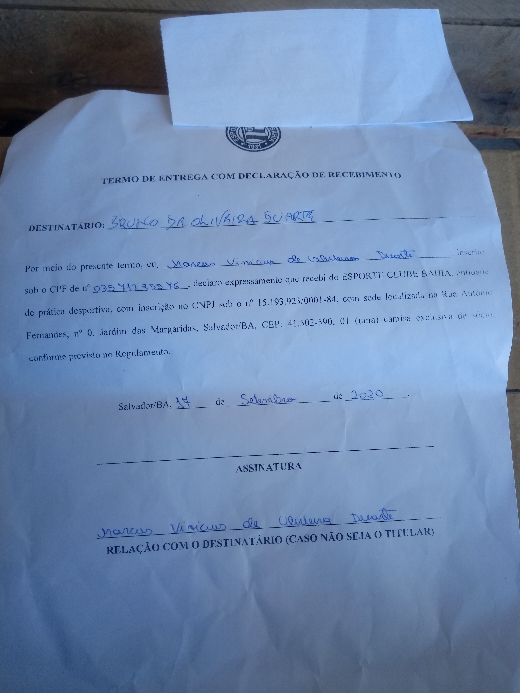 1931
TERMO DE ENTREGA COM DECLARAÇÃO DE RECEBIMENTO
DESTINATÁRIO: BRUNO DE OLIVEIRA DUARTE
Por meio do presente termo, eu, Marcus Vinicius de Oliveira Duarte inscrito
sob o CPF de nº declaro expressamente que recebi do ESPORTE CLUBE BAHIA, entidade
de prática desportiva, com inscrição no CNPJ sob o nº 15.193.923/0001-84, com sede localizada na Rua Antônio
Fernandes, nº 0, Jardim das Margaridas, Salvador/BA, CEP: 41.502-590, 01 (uma) camisa exclusiva de sócio,
conforme previsto no Regulamento.
Salvador/BA, 17 de Setembro de 2020.
ASSINATURA
Marcus Vinicius de Oliveira Duarte
RELAÇÃO COM O DESTINATÁRIO (CASO NÃO SEJA O TITULAR)